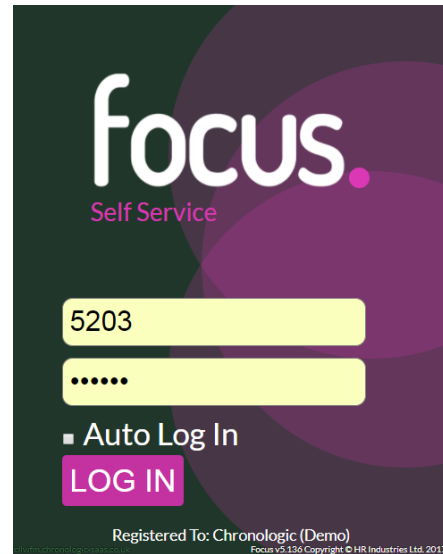 focus.
Self Service
5203
••••••
Auto Log In
LOG IN
Registered To: Chronologic (Demo)
Focus v5.136 Copyright © HR Industries Ltd. 201